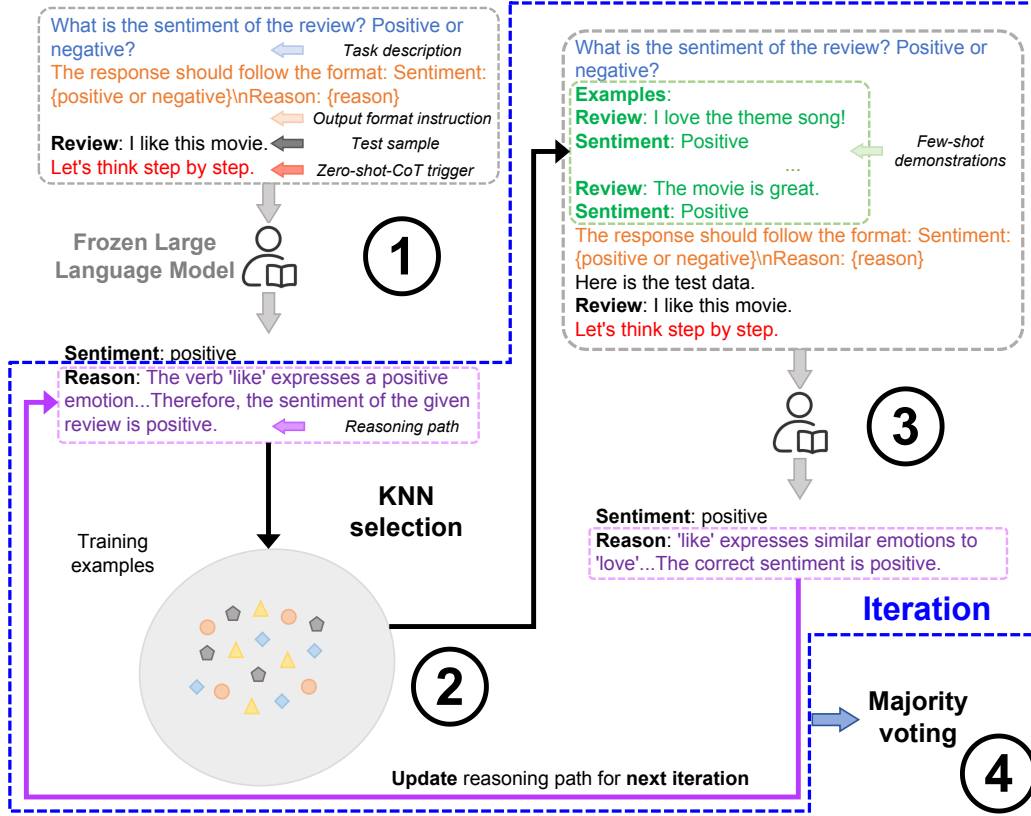 What is the sentiment of the review? Positive or
negative?
Task description
The response should follow the format: Sentiment:
{positive or negative}\nReason: {reason}
Output format instruction
Review: I like this movie.
Test sample
Let's think step by step.
Zero-shot-CoT trigger
Frozen Large
Language Model
1
Sentiment: positive
Reason: The verb 'like' expresses a positive
emotion...Therefore, the sentiment of the given
review is positive.
Reasoning path
KNN
selection
Training
examples
2
What is the sentiment of the review? Positive or
negative?
Examples:
Review: I love the theme song!
Sentiment: Positive
...
Review: The movie is great.
Sentiment: Positive
Few-shot
demonstrations
The response should follow the format: Sentiment:
{positive or negative}\nReason: {reason}
Here is the test data.
Review: I like this movie.
Let's think step by step.
3
Sentiment: positive
Reason: 'like' expresses similar emotions to
'love'...The correct sentiment is positive.
Iteration
Update reasoning path for next iteration
Majority
voting
4